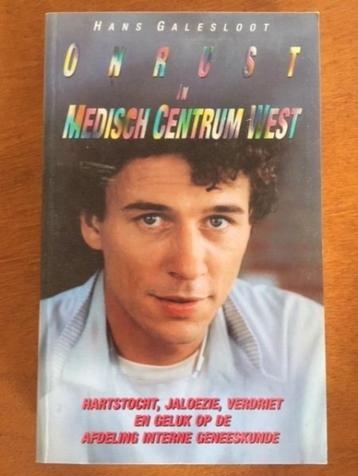 HANS GALESLOOT
ONRUST
IN
MEDISCH CENTRUM WEST
HARTSTOCHT, JALOEZIE, VERDRIET
EN GELUK OP DE
AFDELING INTERNE GENEESKUNDE